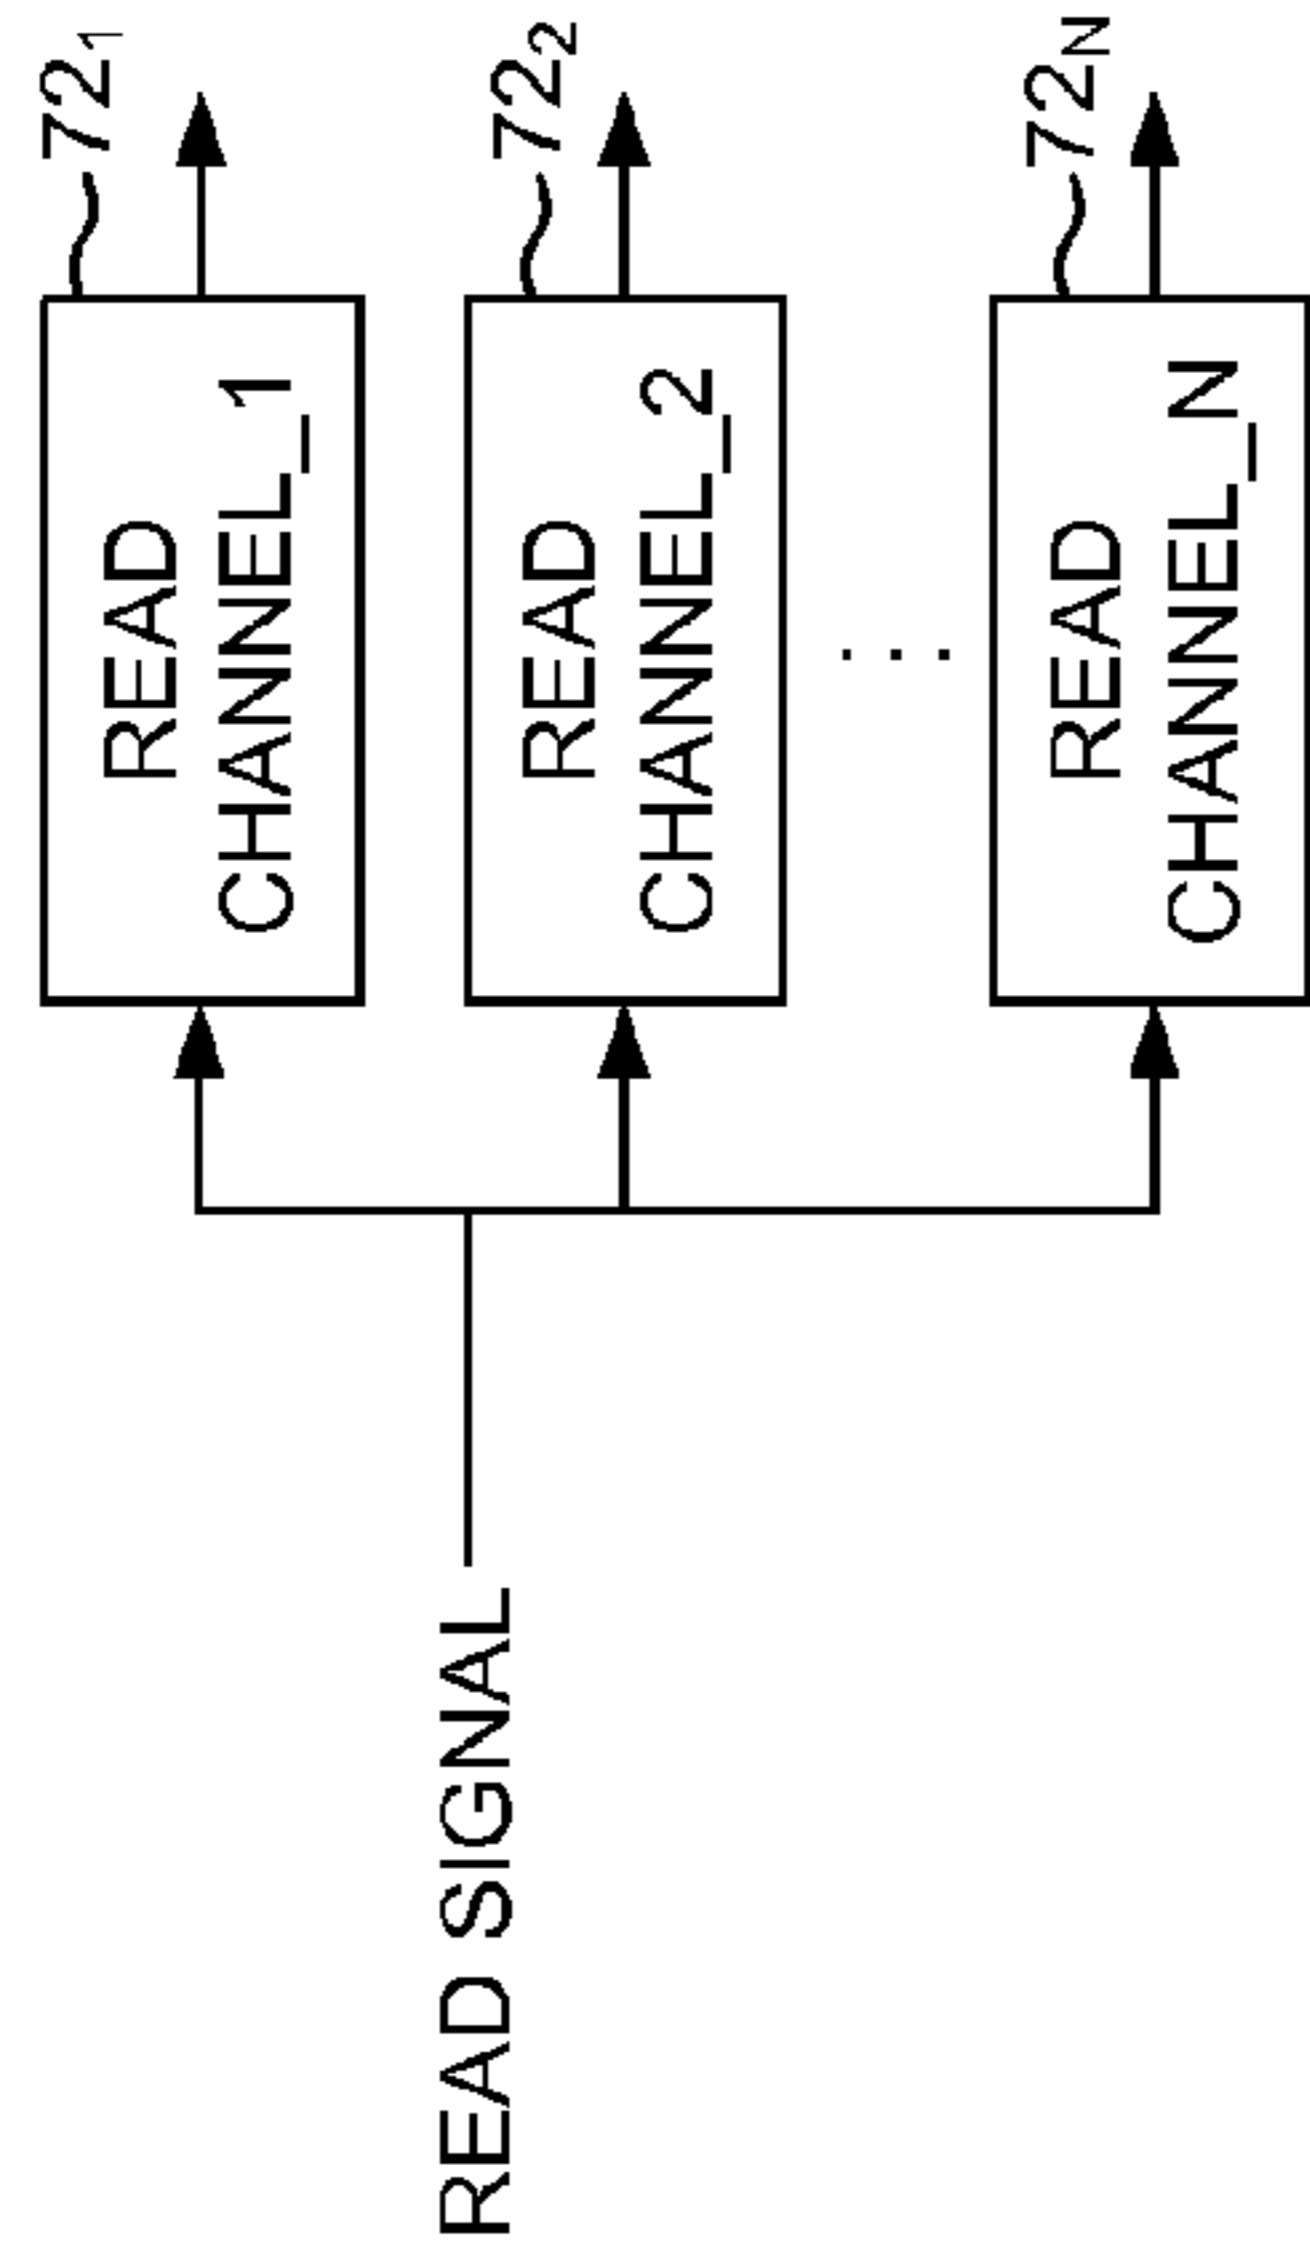 READ SIGNAL
READ
CHANNEL_1
72₁
READ
CHANNEL_2
72₂
. . .
READ
CHANNEL_N
72N